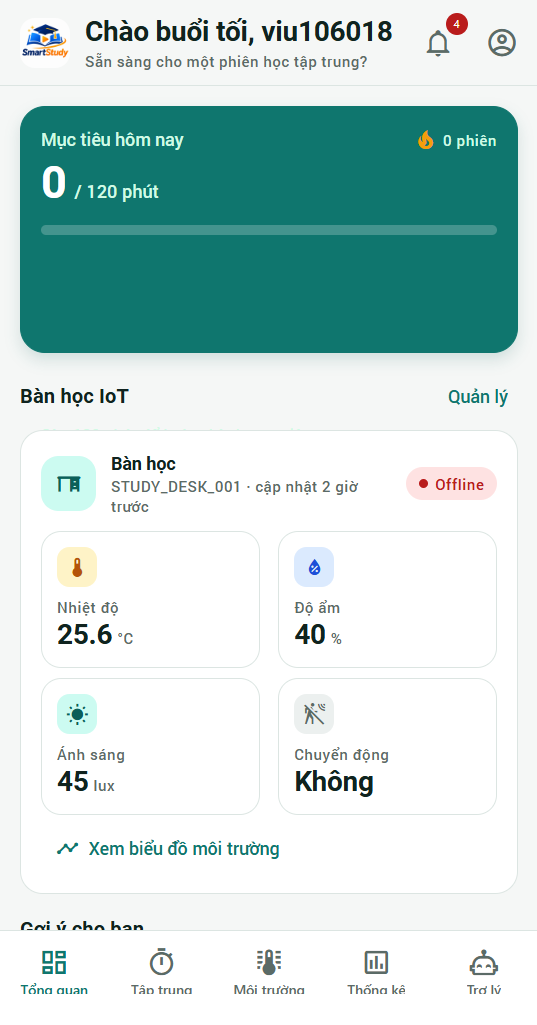 SmartStudy
Chào buổi tối, viu106018
4
Sẵn sàng cho một phiên học tập trung?
Mục tiêu hôm nay
0 phiên
0 / 120 phút
Bàn học IoT
Quản lý
Bàn học
STUDY_DESK_001 · cập nhật 2 giờ
trước
Offline
Nhiệt độ
25.6 °C
Độ ẩm
40 %
Ánh sáng
45 lux
Chuyển động
Không
Xem biểu đồ môi trường
Gợi ý cho bạn
Tổng quan
Tập trung
Môi trường
Thống kê
Trợ lý